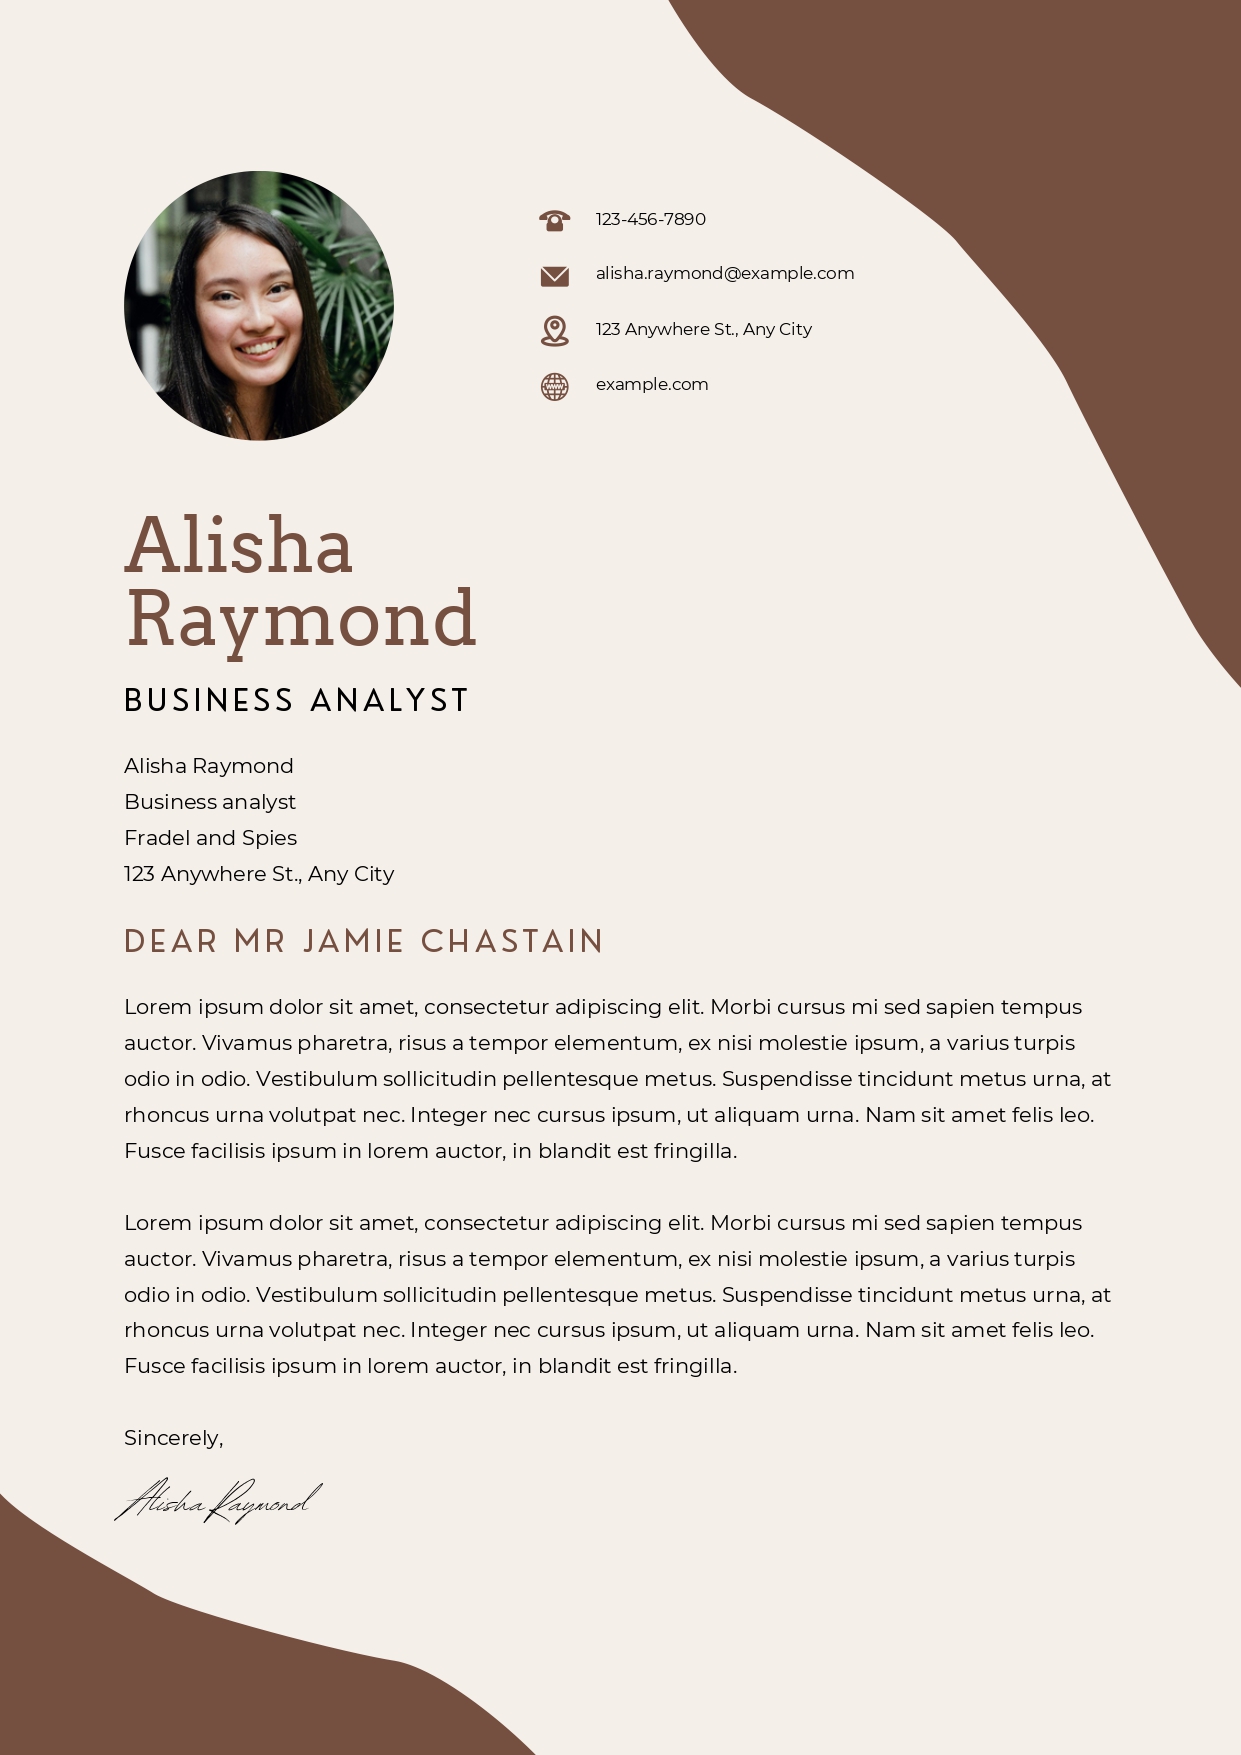 123-456-7890
alisha.raymond@example.com
123 Anywhere St., Any City
example.com
Alisha
Raymond
BUSINESS ANALYST
Alisha Raymond
Business analyst
Fradel and Spies
123 Anywhere St., Any City
DEAR MR JAMIE CHASTAIN
Lorem ipsum dolor sit amet, consectetur adipiscing elit. Morbi cursus mi sed sapien tempus
auctor. Vivamus pharetra, risus a tempor elementum, ex nisi molestie ipsum, a varius turpis
odio in odio. Vestibulum sollicitudin pellentesque metus. Suspendisse tincidunt metus urna, at
rhoncus urna volutpat nec. Integer nec cursus ipsum, ut aliquam urna. Nam sit amet felis leo.
Fusce facilisis ipsum in lorem auctor, in blandit est fringilla.
Lorem ipsum dolor sit amet, consectetur adipiscing elit. Morbi cursus mi sed sapien tempus
auctor. Vivamus pharetra, risus a tempor elementum, ex nisi molestie ipsum, a varius turpis
odio in odio. Vestibulum sollicitudin pellentesque metus. Suspendisse tincidunt metus urna, at
rhoncus urna volutpat nec. Integer nec cursus ipsum, ut aliquam urna. Nam sit amet felis leo.
Fusce facilisis ipsum in lorem auctor, in blandit est fringilla.
Sincerely,
Alisha Raymond